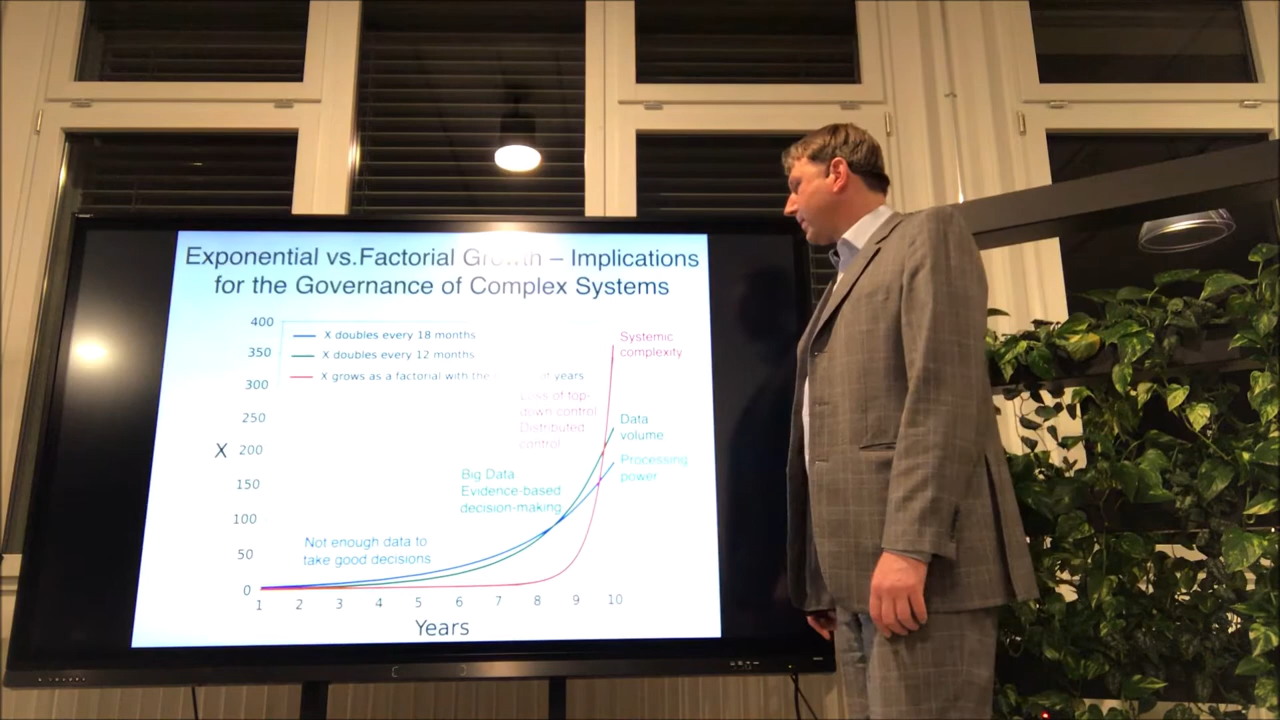 Exponential vs. Factorial Growth – Implications
for the Governance of Complex Systems
400
350
300
250
200
150
100
50
0
X
X doubles every 18 months
X doubles every 12 months
X grows as a factorial with the years
Loss of top-
down control
Distributed
control
Systemic
complexity
Data
volume
Processing
power
Big Data
Evidence-based
decision-making
Not enough data to
take good decisions
1 2 3 4 5 6 7 8 9 10
Years